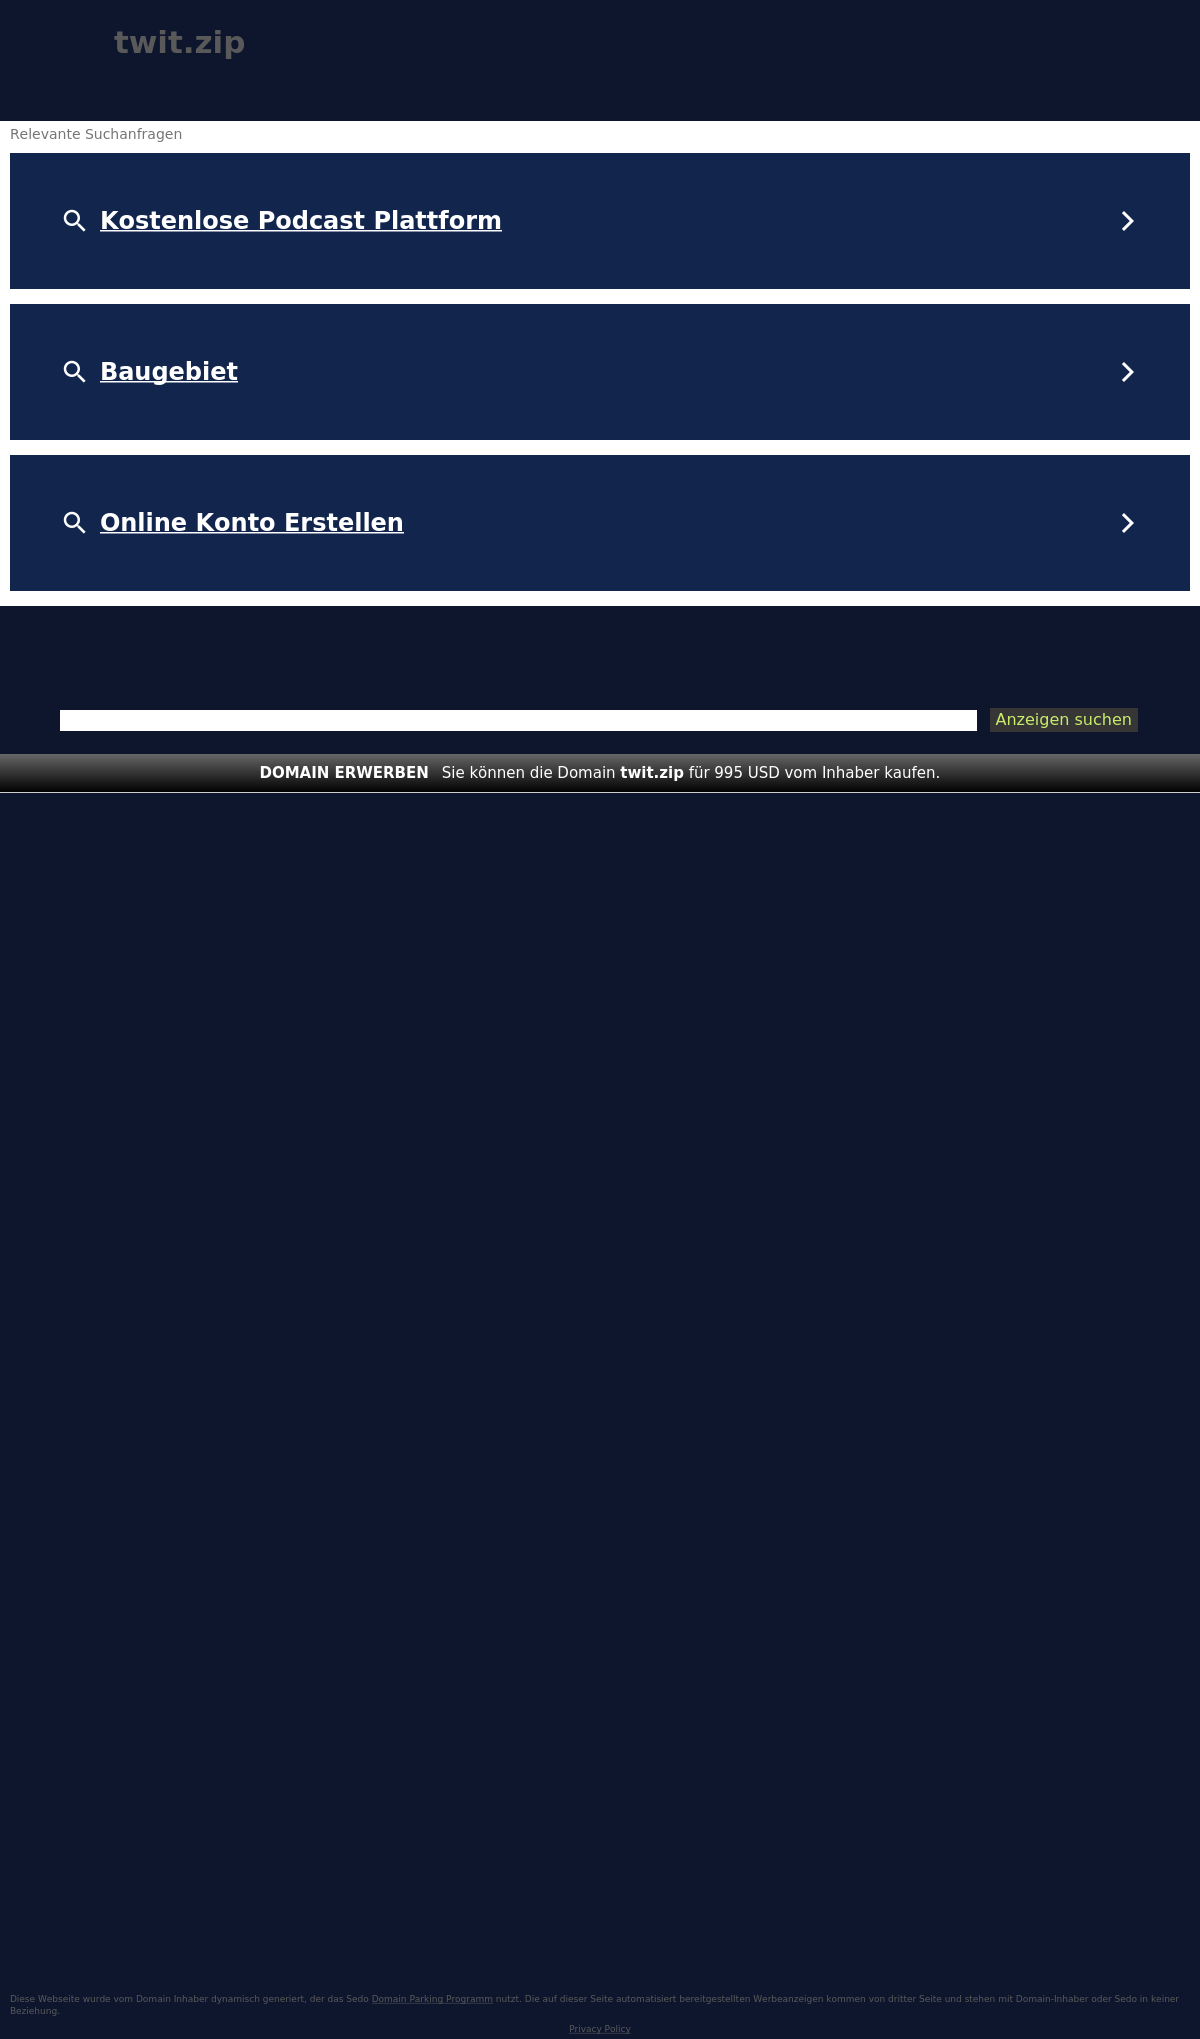 twit.zip
Relevante Suchanfragen
Kostenlose Podcast Plattform
Baugebiet
Online Konto Erstellen
Anzeigen suchen
DOMAIN ERWERBEN Sie können die Domain twit.zip für 995 USD vom Inhaber kaufen.
Diese Webseite wurde vom Domain Inhaber dynamisch generiert, der das Sedo Domain Parking Programm nutzt. Die auf dieser Seite automatisiert bereitgestellten Werbeanzeigen kommen von dritter Seite und stehen mit Domain-Inhaber oder Sedo in keiner
Beziehung.
Privacy Policy